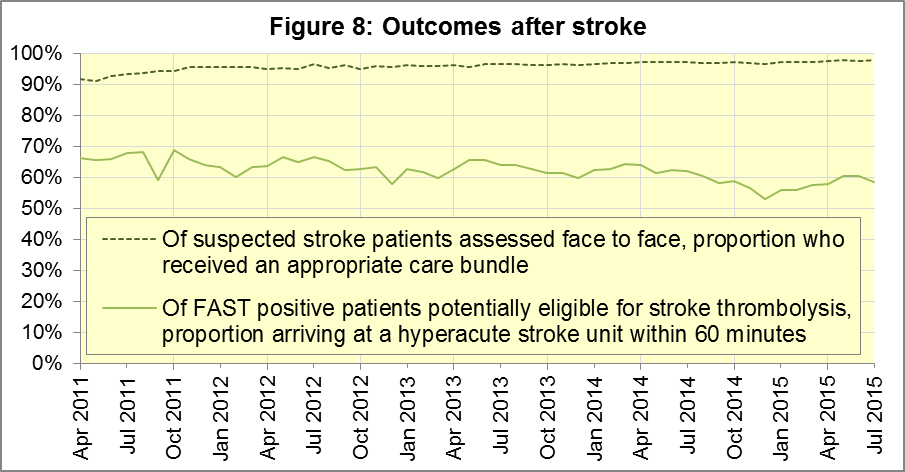 Figure 8: Outcomes after stroke
100%
90%
80%
70%
60%
50%
40%
30%
20%
10%
0%
Of suspected stroke patients assessed face to face, proportion who
received an appropriate care bundle
Of FAST positive patients potentially eligible for stroke thrombolysis,
proportion arriving at a hyperacute stroke unit within 60 minutes
Apr 2011
Jul 2011
Oct 2011
Jan 2012
Apr 2012
Jul 2012
Oct 2012
Jan 2013
Apr 2013
Jul 2013
Oct 2013
Jan 2014
Apr 2014
Jul 2014
Oct 2014
Jan 2015
Apr 2015
Jul 2015